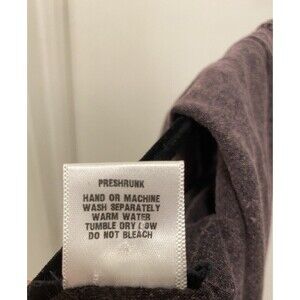 PRESHRUNK
HAND OR MACHINE
WASH SEPARATELY
WARM WATER
TUMBLE DRY LOW
DO NOT BLEACH